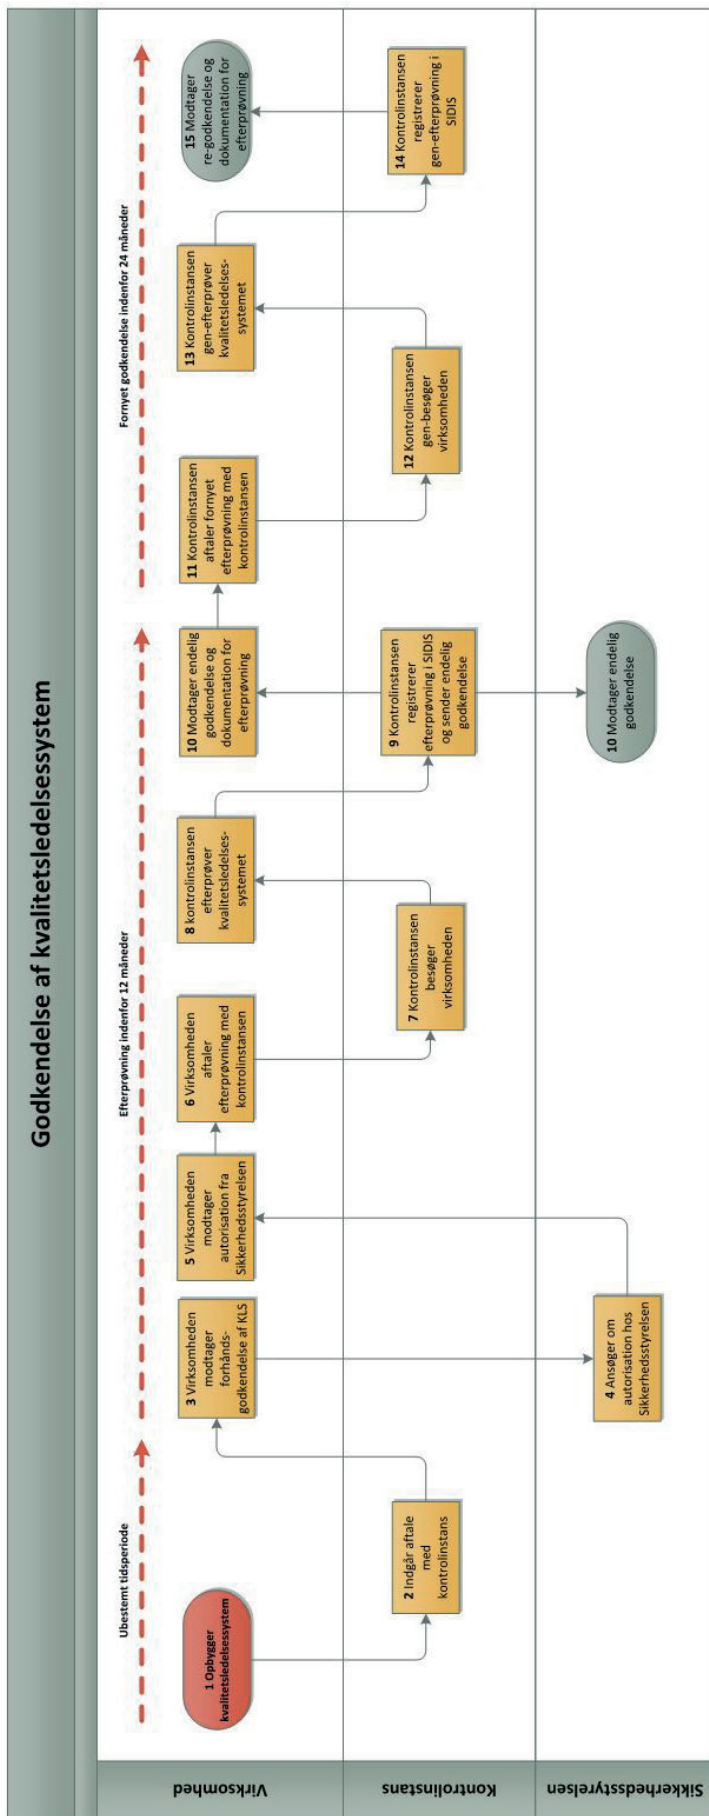 Godkendelse af kvalitetsledelsessystem
Ubestemt tidsperiode
Efterprøvning indenfor 12 måneder
Fornyet godkendelse indenfor 24 måneder
Virksomhed
1 Opbygger
kvalitetsledelsessystem
3 Virksomheden
modtager
forhånds-
godkendelse af KLS
5 Virksomheden
modtager
autorisation fra
Sikkerhedsstyrelsen
6 Virksomheden
aftaler
efterprøvning med
kontrolinstansen
8 kontrolinstansen
efterprøver
kvalitetsledelses-
systemet
10 Modtager endelig
godkendelse og
dokumentation for
efterprøvning
11 Kontrolinstansen
aftaler fornyet
efterprøvning med
kontrolinstansen
13 Kontrolinstansen
gen-efterprøver
kvalitetsledelses-
systemet
15 Modtager
re-godkendelse og
dokumentation for
efterprøvning
Kontrolinstans
2 Indgår aftale
med
kontrolinstans
7 Kontrolinstansen
besøger
virksomheden
9 Kontrolinstansen
registrerer
efterprøvning i SIDIS
og sender endelig
godkendelse
12 Kontrolinstansen
gen-besøger
virksomheden
14 Kontrolinstansen
registrerer
gen-efterprøvning i
SIDIS
Sikkerhedsstyrelsen
4 Ansøger om
autorisation hos
Sikkerhedsstyrelsen
10 Modtager endelig
godkendelse